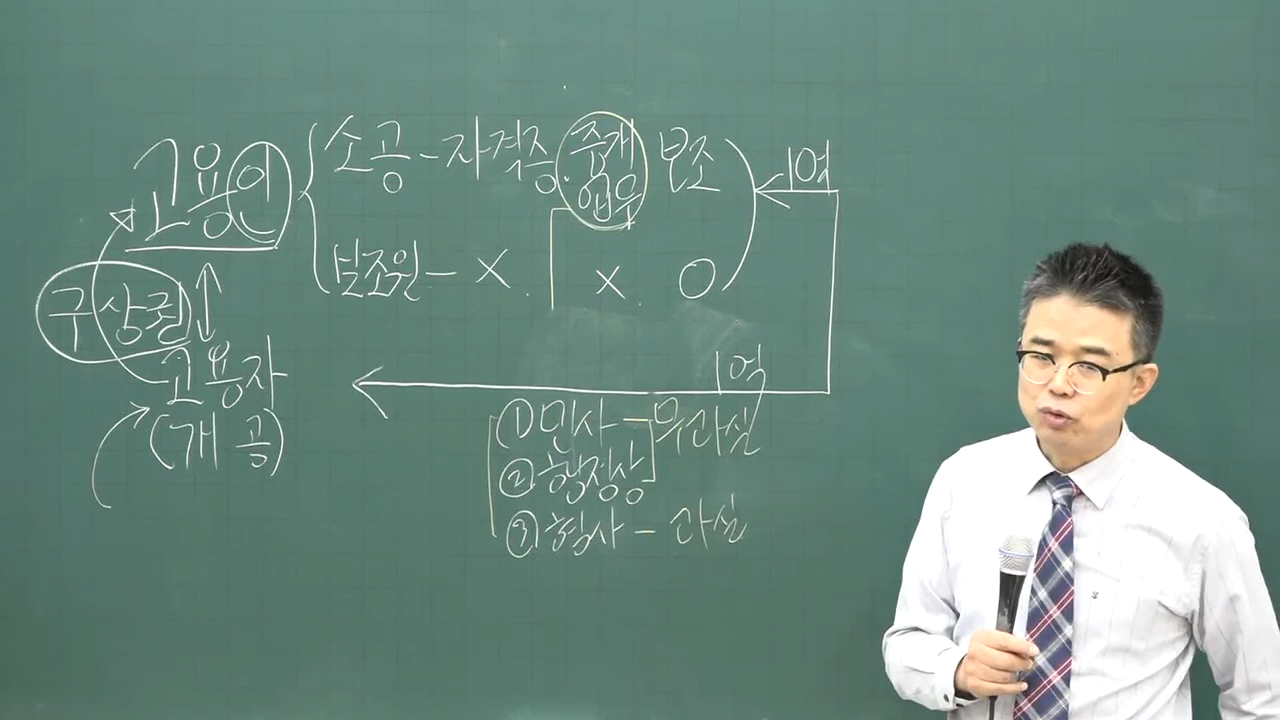 고용인 소공-자격증 중개업무 보조 1억
보조원- X X O
구상권
고용자
(개공)
1억
①민사-무과실
②행정상
③형사-과실